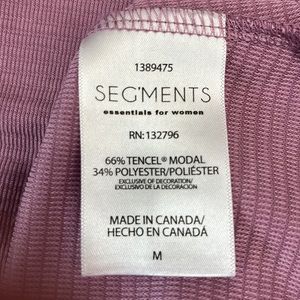 1389475
SEG'MENTS
essentials for women
RN:132796
66% TENCEL® MODAL
34% POLYESTER/POLIÉSTER
EXCLUSIVE OF DECORATION/
EXCLUSIVO DE LA DECORACIÓN
MADE IN CANADA/
HECHO EN CANADÁ
M